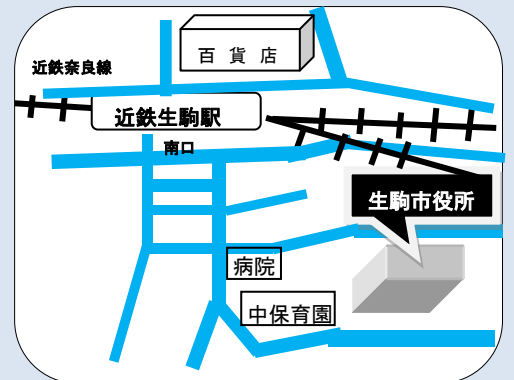 百貨店
近鉄奈良線
近鉄生駒駅
南口
生駒市役所
病院
中保育園